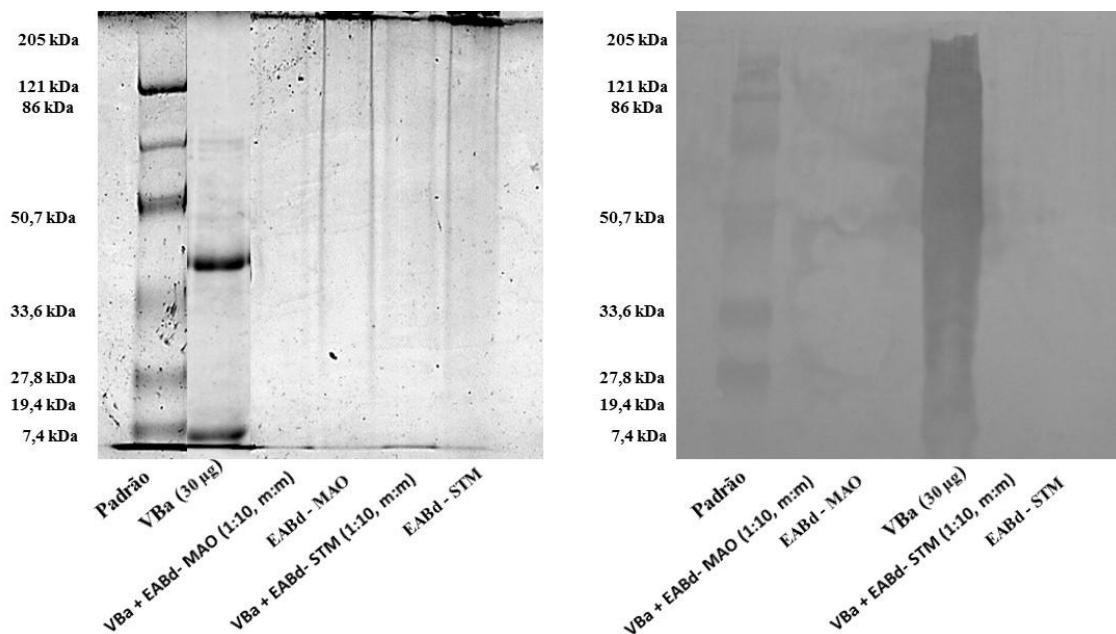 205 kDa
121 kDa
86 kDa
50,7 kDa
33,6 kDa
27,8 kDa
19,4 kDa
7,4 kDa
Padrão
VBa (30 µg)
VBa + EABd- MAO (1:10, m:m)
EABd - MAO
VBa + EABd- STM (1:10, m:m)
EABd - STM
205 kDa
121 kDa
86 kDa
50,7 kDa
33,6 kDa
27,8 kDa
19,4 kDa
7,4 kDa
Padrão
VBa + EABd- MAO (1:10, m:m)
EABd - MAO
VBa (30 µg)
VBa + EABd- STM (1:10, m:m)
EABd - STM